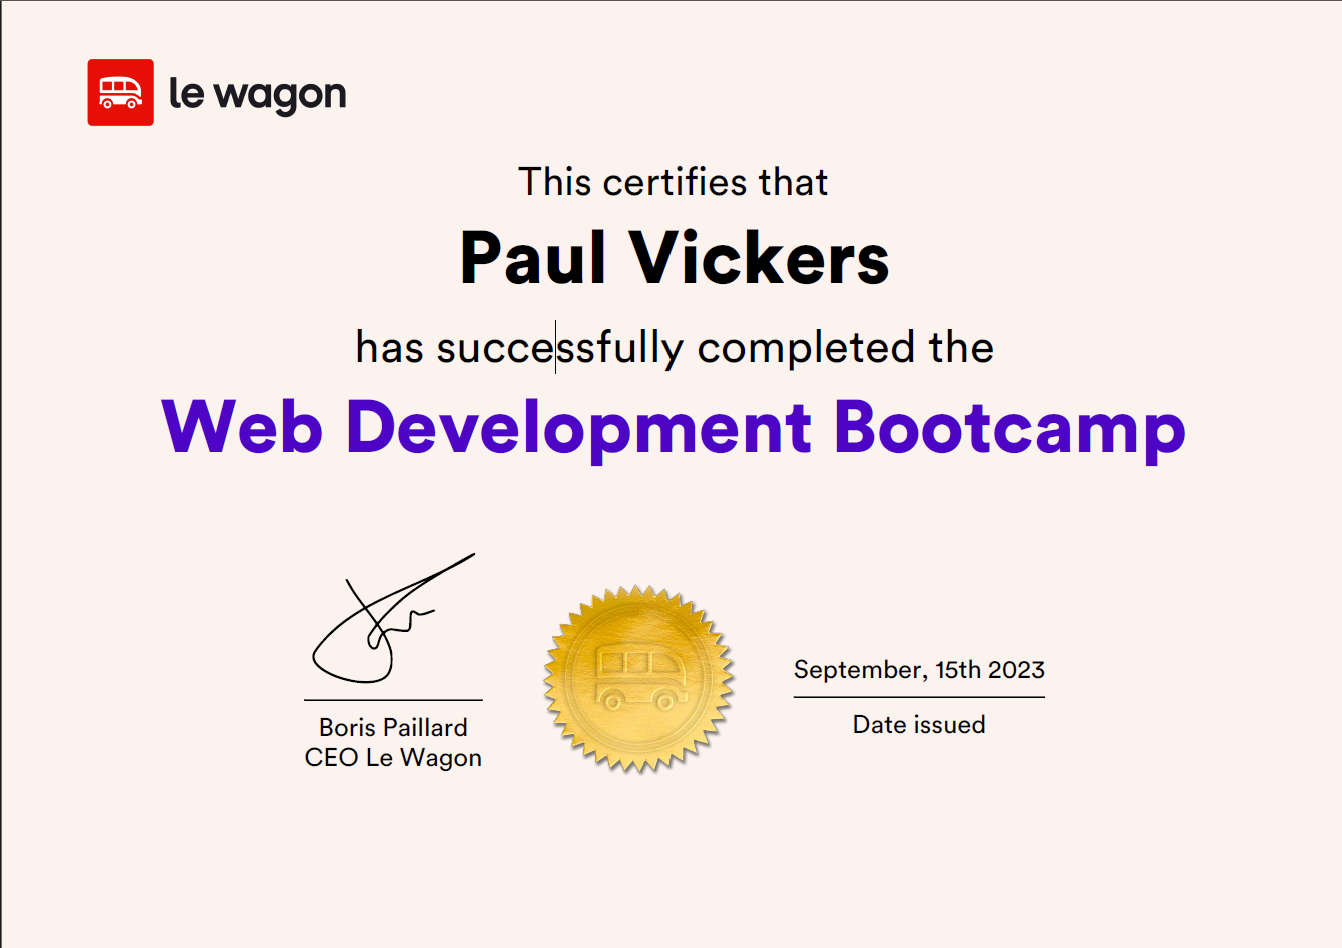 le wagon
This certifies that
Paul Vickers
has successfully completed the
Web Development Bootcamp
September, 15th 2023
Boris Paillard
CEO Le Wagon
Date issued